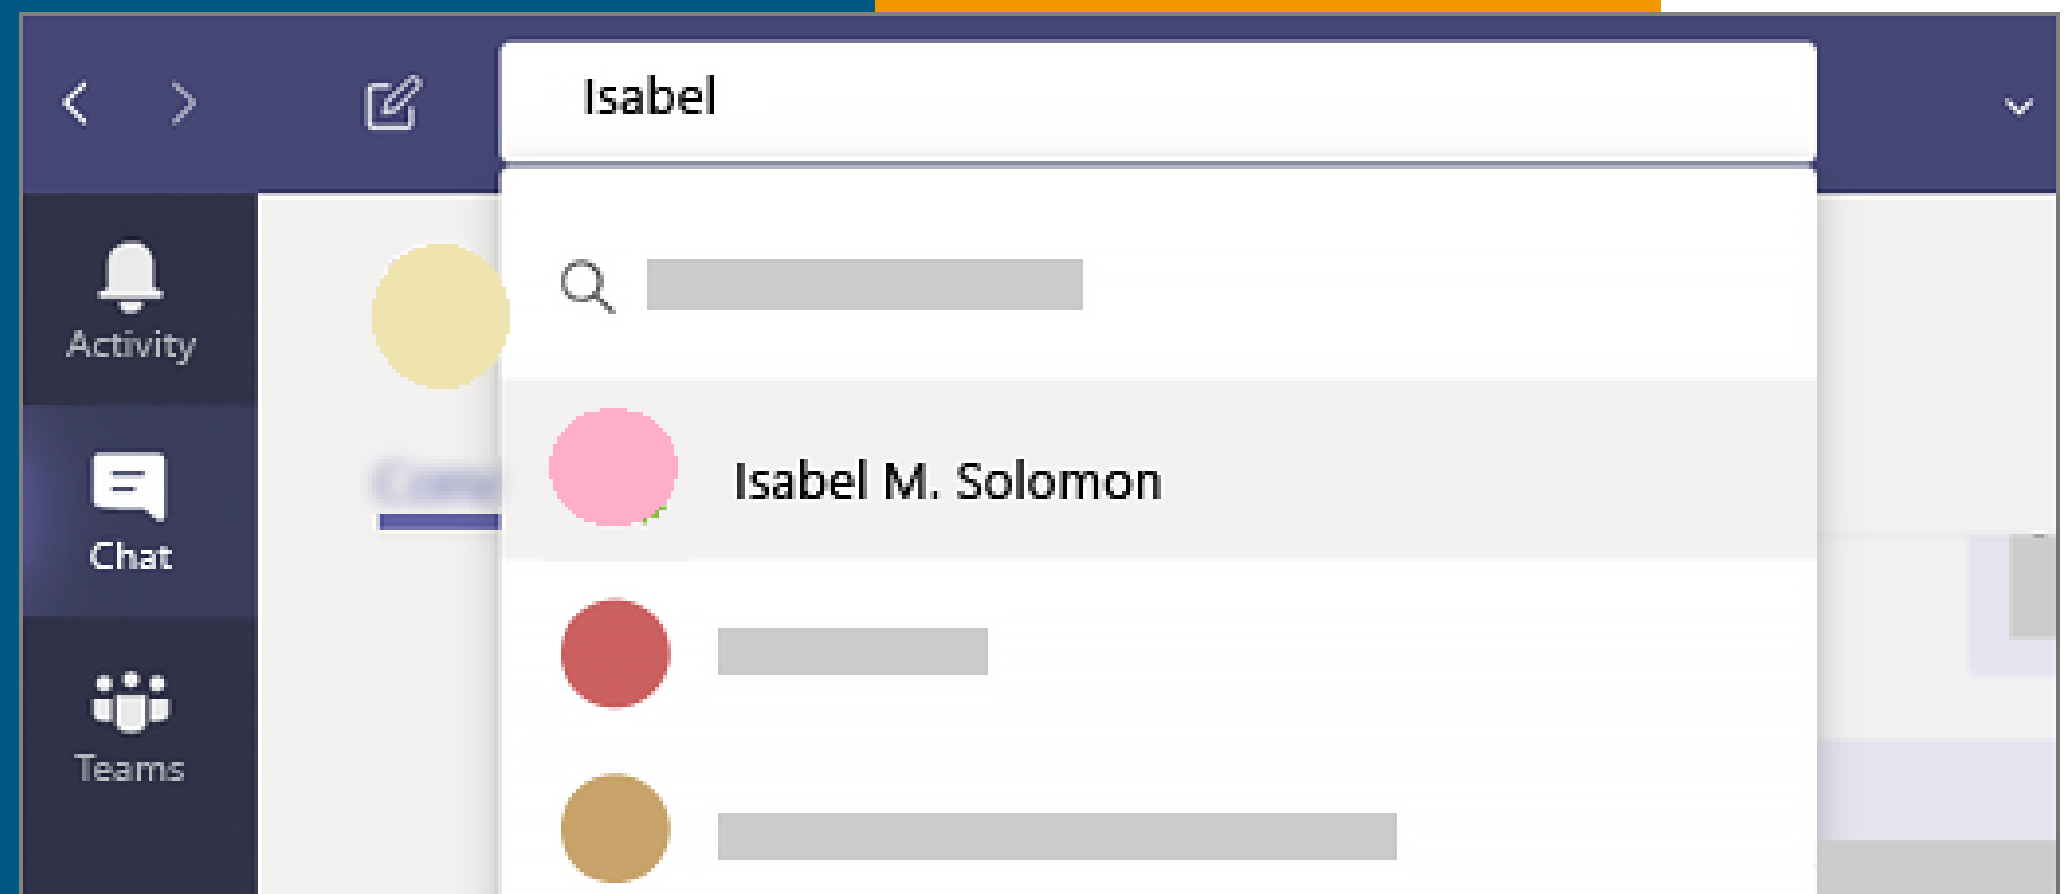 Isabel
Activity
Isabel M. Solomon
Chat
Teams